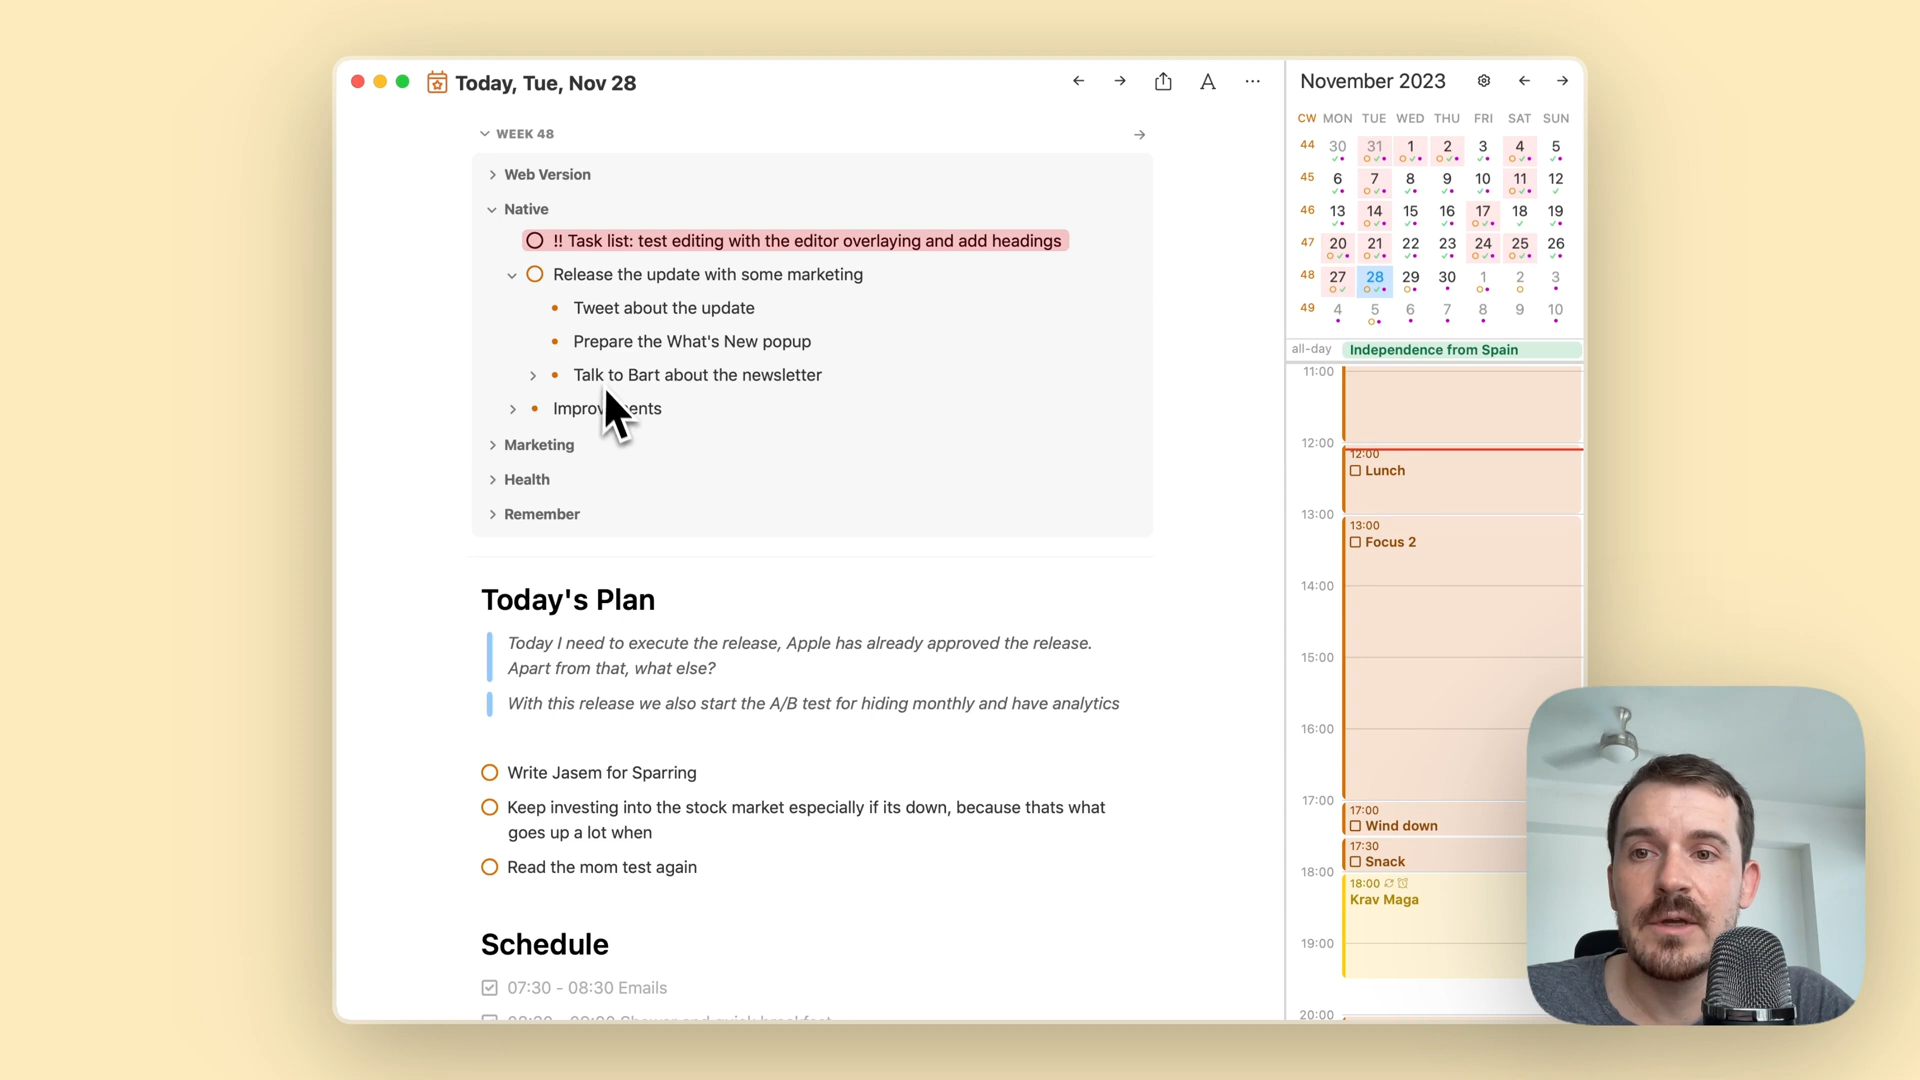 Today, Tue, Nov 28
WEEK 48
Web Version
Native
!! Task list: test editing with the editor overlaying and add headings
Release the update with some marketing
Tweet about the update
Prepare the What's New popup
Talk to Bart about the newsletter
Marketing
Health
Remember
Today's Plan
Today I need to execute the release, Apple has already approved the release.
Apart from that, what else?
With this release we also start the A/B test for hiding monthly and have analytics
Write Jasem for Sparring
Keep investing into the stock market especially if its down, because thats what
goes up a lot when
Read the mom test again
Schedule
07:30 - 08:30 Emails
November 2023
CW MON TUE WED THU FRI SAT SUN
44 30 31 1 2 3 4 5
45 6 7 8 9 10 11 12
46 13 14 15 16 17 18 19
47 20 21 22 23 24 25 26
48 27 28 29 30 1 2 3
49 4 5 6 7 8 9 10
all-day Independence from Spain
11:00
12:00
12:00
Lunch
13:00
13:00
Focus 2
14:00
15:00
16:00
17:00
17:00
Wind down
17:30
Snack
18:00
18:00
Krav Maga
19:00
20:00